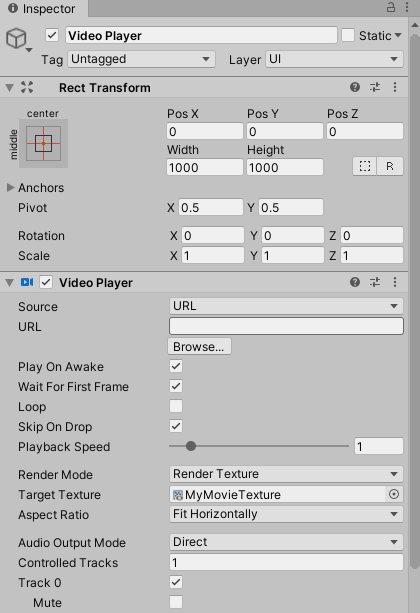 Inspector
Video Player Static
Tag Untagged Layer UI
Rect Transform
center Pos X Pos Y Pos Z
middle 0 0 0
Width Height
1000 1000 R
Anchors
Pivot X 0.5 Y 0.5
Rotation X 0 Y 0 Z 0
Scale X 1 Y 1 Z 1
Video Player
Source URL
URL
Browse...
Play On Awake
Wait For First Frame
Loop
Skip On Drop
Playback Speed 1
Render Mode Render Texture
Target Texture MyMovieTexture
Aspect Ratio Fit Horizontally
Audio Output Mode Direct
Controlled Tracks 1
Track 0
Mute